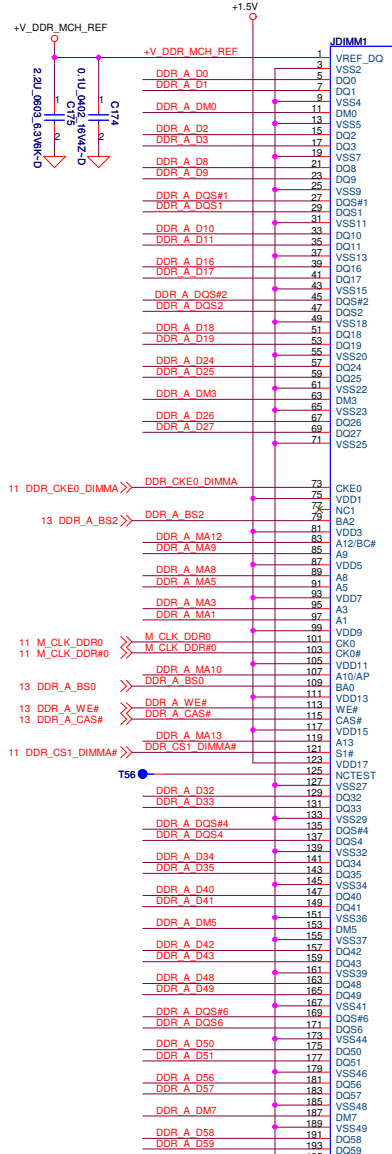 +1.5V
+V_DDR_MCH_REF
JDIMM1
+V_DDR_MCH_REF 1 VREF_DQ
3 VSS2
DDR_A_D0 5 DQ0
DDR_A_D1 7 DQ1
9 VSS4
DDR_A_DM0 11 DM0
13 VSS5
DDR_A_D2 15 DQ2
DDR_A_D3 17 DQ3
19 VSS7
DDR_A_D8 21 DQ8
DDR_A_D9 23 DQ9
25 VSS9
DDR_A_DQS#1 27 DQS#1
DDR_A_DQS1 29 DQS1
31 VSS11
DDR_A_D10 33 DQ10
DDR_A_D11 35 DQ11
37 VSS13
DDR_A_D16 39 DQ16
DDR_A_D17 41 DQ17
43 VSS15
DDR_A_DQS#2 45 DQS#2
DDR_A_DQS2 47 DQS2
49 VSS18
DDR_A_D18 51 DQ18
DDR_A_D19 53 DQ19
55 VSS20
DDR_A_D24 57 DQ24
DDR_A_D25 59 DQ25
61 VSS22
DDR_A_DM3 63 DM3
65 VSS23
DDR_A_D26 67 DQ26
DDR_A_D27 69 DQ27
71 VSS25
1 2 C175
2.2U_0603_6.3V6K~D
1 2 C174
0.1U_0402_16V4Z~D
11 DDR_CKE0_DIMMA DDR_CKE0_DIMMA 73 CKE0
75 VDD1
77 NC1
13 DDR_A_BS2 DDR_A_BS2 79 BA2
81 VDD3
DDR_A_MA12 83 A12/BC#
DDR_A_MA9 85 A9
87 VDD5
DDR_A_MA8 89 A8
DDR_A_MA5 91 A5
93 VDD7
DDR_A_MA3 95 A3
DDR_A_MA1 97 A1
99 VDD9
11 M_CLK_DDR0 M_CLK_DDR0 101 CK0
11 M_CLK_DDR#0 M_CLK_DDR#0 103 CK0#
105 VDD11
DDR_A_MA10 107 A10/AP
13 DDR_A_BS0 DDR_A_BS0 109 BA0
111 VDD13
13 DDR_A_WE# DDR_A_WE# 113 WE#
13 DDR_A_CAS# DDR_A_CAS# 115 CAS#
117 VDD15
DDR_A_MA13 119 A13
11 DDR_CS1_DIMMA# DDR_CS1_DIMMA# 121 S1#
123 VDD17
T56 125 NCTEST
127 VSS27
DDR_A_D32 129 DQ32
DDR_A_D33 131 DQ33
133 VSS29
DDR_A_DQS#4 135 DQS#4
DDR_A_DQS4 137 DQS4
139 VSS32
DDR_A_D34 141 DQ34
DDR_A_D35 143 DQ35
145 VSS34
DDR_A_D40 147 DQ40
DDR_A_D41 149 DQ41
151 VSS36
DDR_A_DM5 153 DM5
155 VSS37
DDR_A_D42 157 DQ42
DDR_A_D43 159 DQ43
161 VSS39
DDR_A_D48 163 DQ48
DDR_A_D49 165 DQ49
167 VSS41
DDR_A_DQS#6 169 DQS#6
DDR_A_DQS6 171 DQS6
173 VSS44
DDR_A_D50 175 DQ50
DDR_A_D51 177 DQ51
179 VSS46
DDR_A_D56 181 DQ56
DDR_A_D57 183 DQ57
185 VSS48
DDR_A_DM7 187 DM7
189 VSS49
DDR_A_D58 191 DQ58
DDR_A_D59 193 DQ59